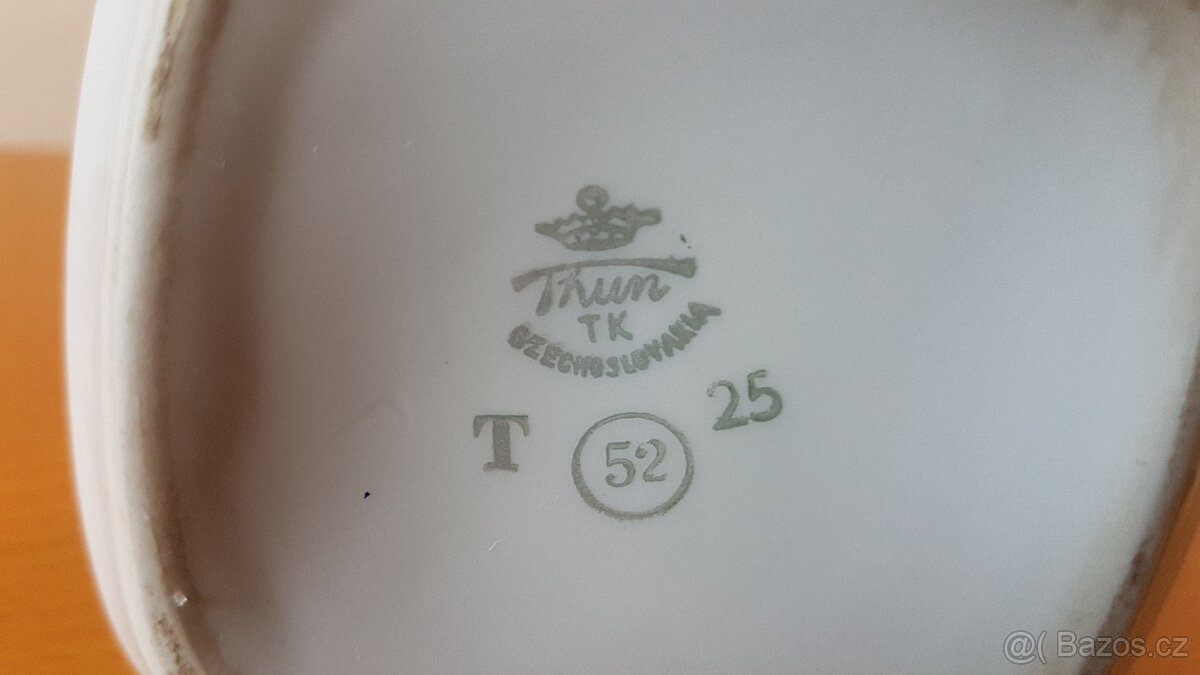 Thun
TK
CZECHOSLOVAKIA
T 52 25
@( Bazos.cz